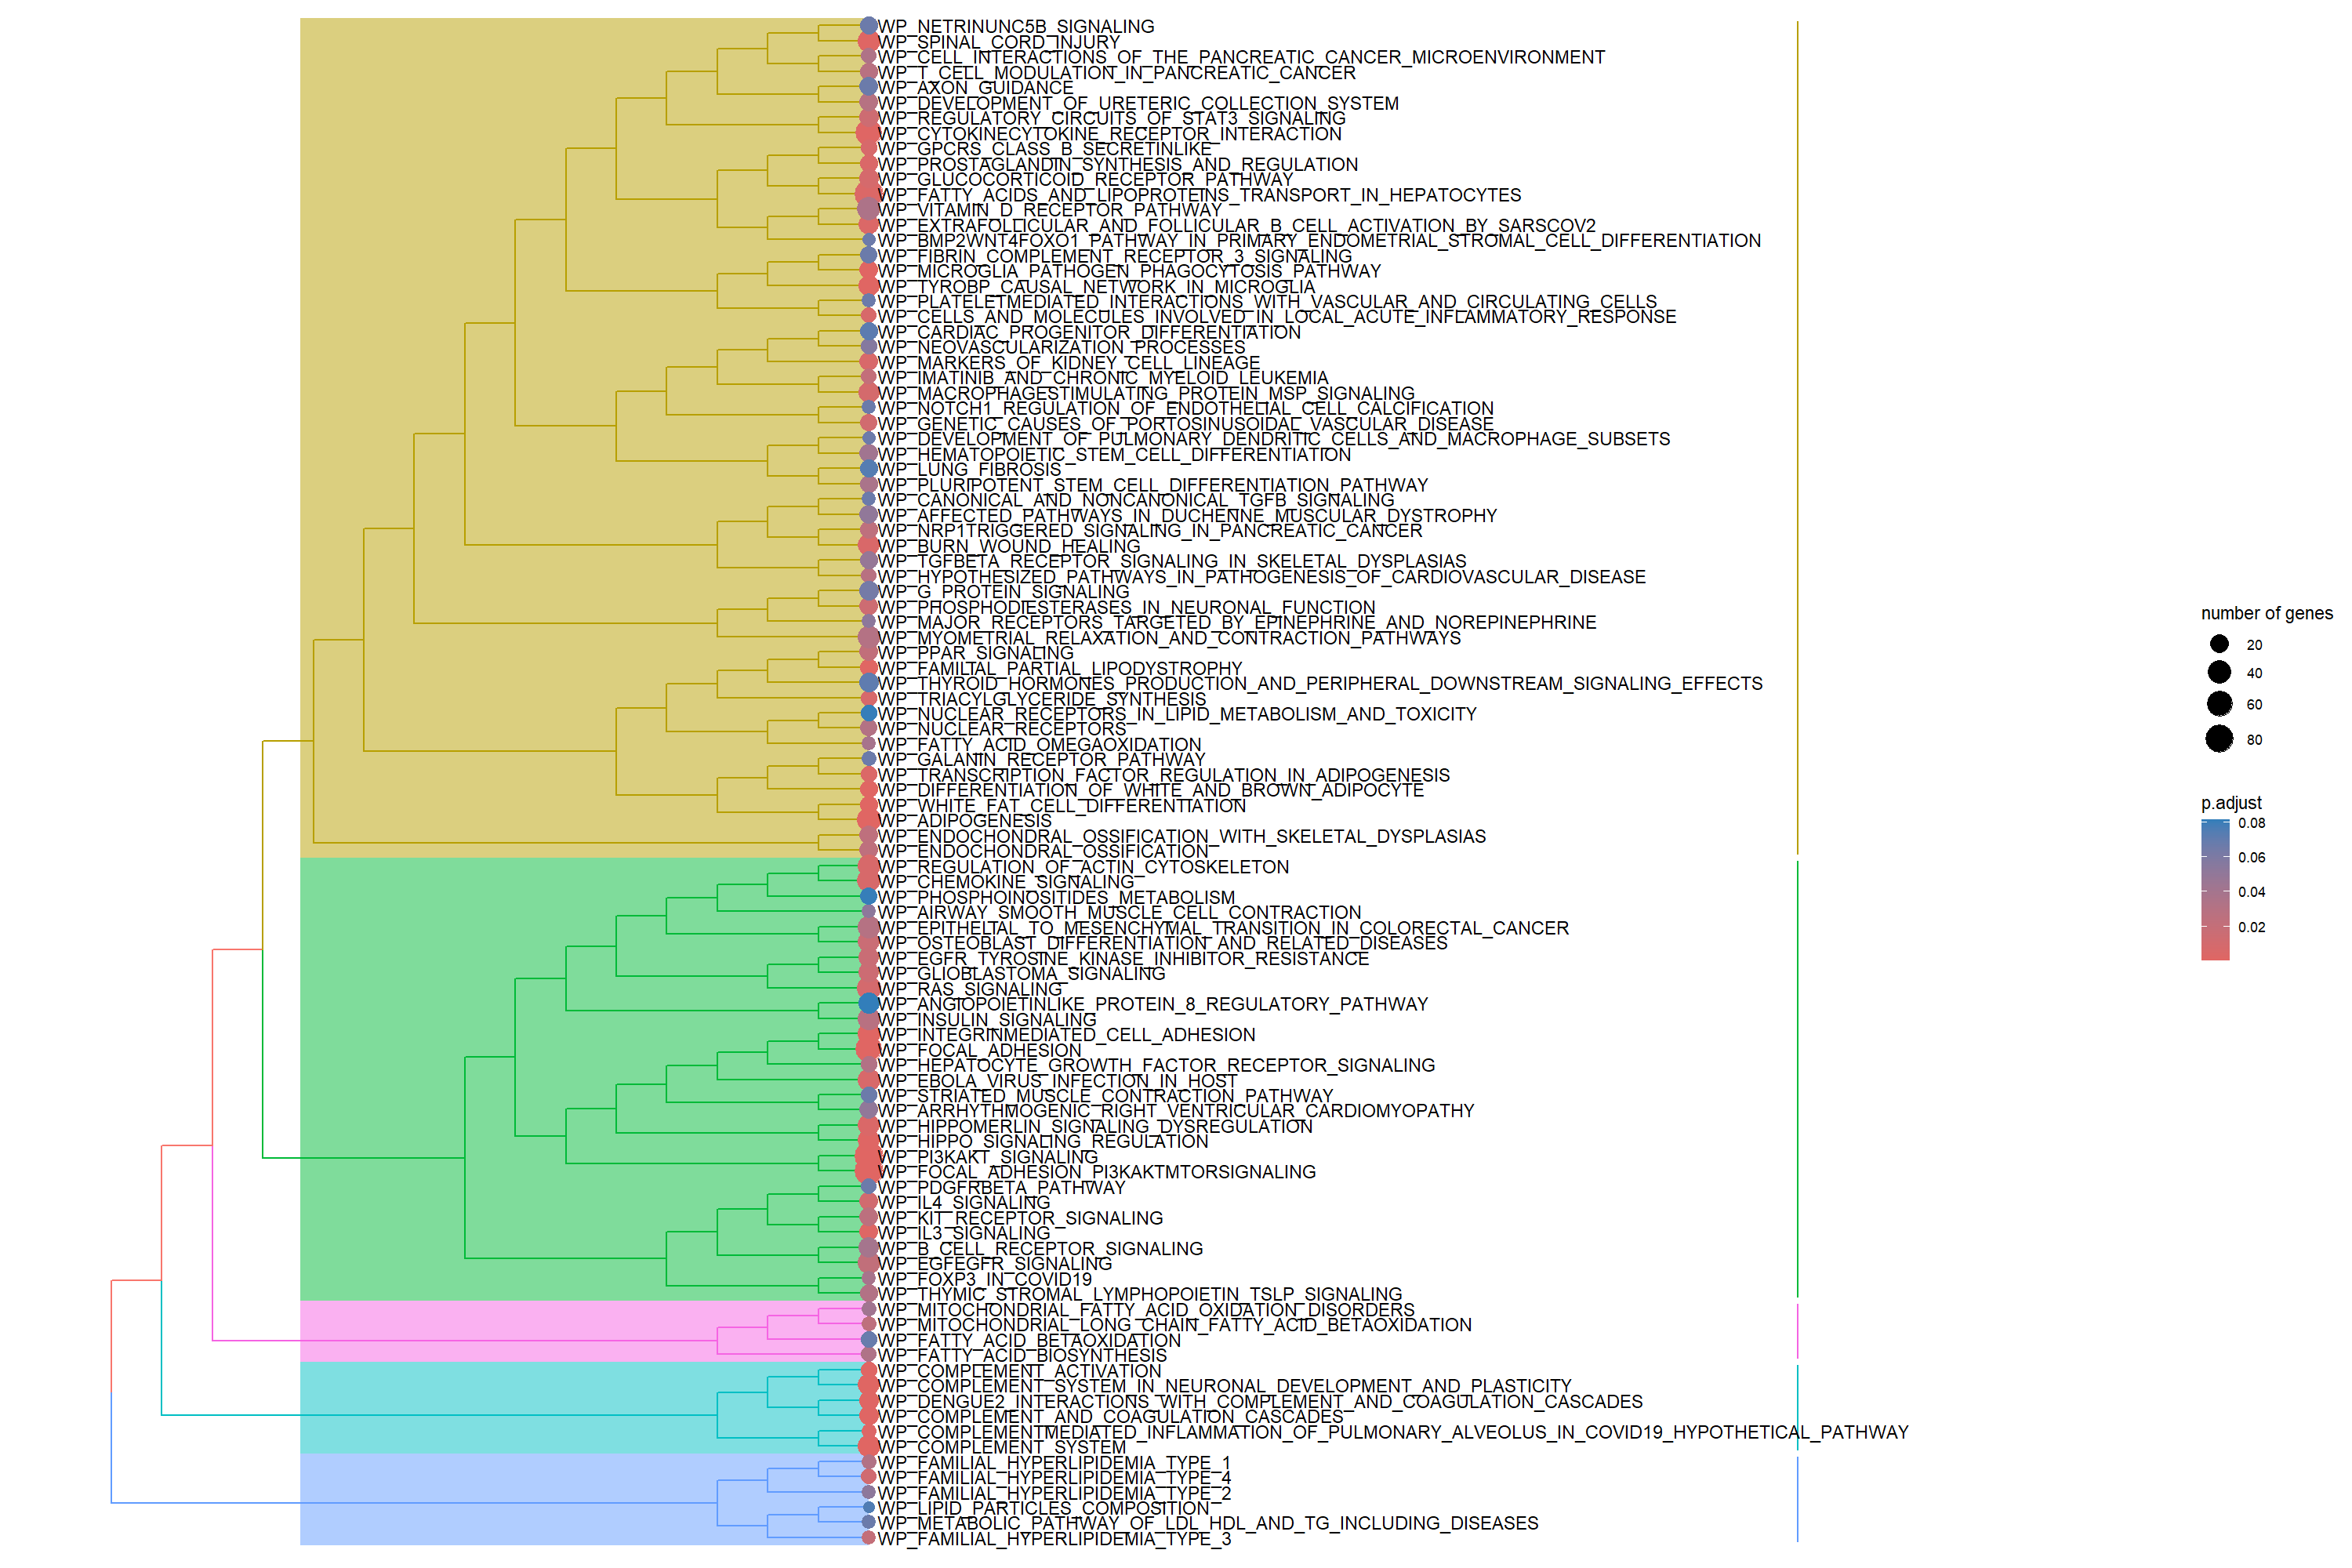 WP_NETRINUNC5B_SIGNALING
WP_SPINAL_CORD_INJURY
WP_CELL_INTERACTIONS_OF_THE_PANCREATIC_CANCER_MICROENVIRONMENT
WP_T_CELL_MODULATION_IN_PANCREATIC_CANCER
WP_AXON_GUIDANCE
WP_DEVELOPMENT_OF_URETERIC_COLLECTION_SYSTEM
WP_REGULATORY_CIRCUITS_OF_STAT3_SIGNALING
WP_CYTOKINECYTOKINE_RECEPTOR_INTERACTION
WP_GPCRS_CLASS_B_SECRETINLIKE
WP_PROSTAGLANDIN_SYNTHESIS_AND_REGULATION
WP_GLUCOCORTICOID_RECEPTOR_PATHWAY
WP_FATTY_ACIDS_AND_LIPOPROTEINS_TRANSPORT_IN_HEPATOCYTES
WP_VITAMIN_D_RECEPTOR_PATHWAY
WP_EXTRAFOLLICULAR_AND_FOLLICULAR_B_CELL_ACTIVATION_BY_SARSCOV2
WP_BMP2WNT4FOXO1_PATHWAY_IN_PRIMARY_ENDOMETRIAL_STROMAL_CELL_DIFFERENTIATION
WP_FIBRIN_COMPLEMENT_RECEPTOR_3_SIGNALING
WP_MICROGLIA_PATHOGEN_PHAGOCYTOSIS_PATHWAY
WP_TYROBP_CAUSAL_NETWORK_IN_MICROGLIA
WP_PLATELETMEDIATED_INTERACTIONS_WITH_VASCULAR_AND_CIRCULATING_CELLS
WP_CELLS_AND_MOLECULES_INVOLVED_IN_LOCAL_ACUTE_INFLAMMATORY_RESPONSE
WP_CARDIAC_PROGENITOR_DIFFERENTIATION
WP_NEOVASCULARIZATION_PROCESSES
WP_MARKERS_OF_KIDNEY_CELL_LINEAGE
WP_IMATINIB_AND_CHRONIC_MYELOID_LEUKEMIA
WP_MACROPHAGESTIMULATING_PROTEIN_MSP_SIGNALING
WP_NOTCH1_REGULATION_OF_ENDOTHELIAL_CELL_CALCIFICATION
WP_GENETIC_CAUSES_OF_PORTOSINUSOIDAL_VASCULAR_DISEASE
WP_DEVELOPMENT_OF_PULMONARY_DENDRITIC_CELLS_AND_MACROPHAGE_SUBSETS
WP_HEMATOPOIETIC_STEM_CELL_DIFFERENTIATION
WP_LUNG_FIBROSIS
WP_PLURIPOTENT_STEM_CELL_DIFFERENTIATION_PATHWAY
WP_CANONICAL_AND_NONCANONICAL_TGFB_SIGNALING
WP_AFFECTED_PATHWAYS_IN_DUCHENNE_MUSCULAR_DYSTROPHY
WP_NRP1TRIGGERED_SIGNALING_IN_PANCREATIC_CANCER
WP_BURN_WOUND_HEALING
WP_TGFBETA_RECEPTOR_SIGNALING_IN_SKELETAL_DYSPLASIAS
WP_HYPOTHESIZED_PATHWAYS_IN_PATHOGENESIS_OF_CARDIOVASCULAR_DISEASE
WP_G_PROTEIN_SIGNALING
WP_PHOSPHODIESTERASES_IN_NEURONAL_FUNCTION
WP_MAJOR_RECEPTORS_TARGETED_BY_EPINEPHRINE_AND_NOREPINEPHRINE
WP_MYOMETRIAL_RELAXATION_AND_CONTRACTION_PATHWAYS
WP_PPAR_SIGNALING
WP_FAMILIAL_PARTIAL_LIPODYSTROPHY
WP_THYROID_HORMONES_PRODUCTION_AND_PERIPHERAL_DOWNSTREAM_SIGNALING_EFFECTS
WP_TRIACYLGLYCERIDE_SYNTHESIS
WP_NUCLEAR_RECEPTORS_IN_LIPID_METABOLISM_AND_TOXICITY
WP_NUCLEAR_RECEPTORS
WP_FATTY_ACID_OMEGAOXIDATION
WP_GALANIN_RECEPTOR_PATHWAY
WP_TRANSCRIPTION_FACTOR_REGULATION_IN_ADIPOGENESIS
WP_DIFFERENTIATION_OF_WHITE_AND_BROWN_ADIPOCYTE
WP_WHITE_FAT_CELL_DIFFERENTIATION
WP_ADIPOGENESIS
WP_ENDOCHONDRAL_OSSIFICATION_WITH_SKELETAL_DYSPLASIAS
WP_ENDOCHONDRAL_OSSIFICATION
WP_REGULATION_OF_ACTIN_CYTOSKELETON
WP_CHEMOKINE_SIGNALING
WP_PHOSPHOINOSITIDES_METABOLISM
WP_AIRWAY_SMOOTH_MUSCLE_CELL_CONTRACTION
WP_EPITHELIAL_TO_MESENCHYMAL_TRANSITION_IN_COLORECTAL_CANCER
WP_OSTEOBLAST_DIFFERENTIATION_AND_RELATED_DISEASES
WP_EGFR_TYROSINE_KINASE_INHIBITOR_RESISTANCE
WP_GLIOBLASTOMA_SIGNALING
WP_RAS_SIGNALING
WP_ANGIOPOIETINLIKE_PROTEIN_8_REGULATORY_PATHWAY
WP_INSULIN_SIGNALING
WP_INTEGRINMEDIATED_CELL_ADHESION
WP_FOCAL_ADHESION
WP_HEPATOCYTE_GROWTH_FACTOR_RECEPTOR_SIGNALING
WP_EBOLA_VIRUS_INFECTION_IN_HOST
WP_STRIATED_MUSCLE_CONTRACTION_PATHWAY
WP_ARRHYTHMOGENIC_RIGHT_VENTRICULAR_CARDIOMYOPATHY
WP_HIPPOMERLIN_SIGNALING_DYSREGULATION
WP_HIPPO_SIGNALING_REGULATION
WP_PI3KAKT_SIGNALING
WP_FOCAL_ADHESION_PI3KAKTMTORSIGNALING
WP_PDGFRBETA_PATHWAY
WP_IL4_SIGNALING
WP_KIT_RECEPTOR_SIGNALING
WP_IL3_SIGNALING
WP_B_CELL_RECEPTOR_SIGNALING
WP_EGFEGFR_SIGNALING
WP_FOXP3_IN_COVID19
WP_THYMIC_STROMAL_LYMPHOPOIETIN_TSLP_SIGNALING
WP_MITOCHONDRIAL_FATTY_ACID_OXIDATION_DISORDERS
WP_MITOCHONDRIAL_LONG_CHAIN_FATTY_ACID_BETAOXIDATION
WP_FATTY_ACID_BETAOXIDATION
WP_FATTY_ACID_BIOSYNTHESIS
WP_COMPLEMENT_ACTIVATION
WP_COMPLEMENT_SYSTEM_IN_NEURONAL_DEVELOPMENT_AND_PLASTICITY
WP_DENGUE2_INTERACTIONS_WITH_COMPLEMENT_AND_COAGULATION_CASCADES
WP_COMPLEMENT_AND_COAGULATION_CASCADES
WP_COMPLEMENTMEDIATED_INFLAMMATION_OF_PULMONARY_ALVEOLUS_IN_COVID19_HYPOTHETICAL_PATHWAY
WP_COMPLEMENT_SYSTEM
WP_FAMILIAL_HYPERLIPIDEMIA_TYPE_1
WP_FAMILIAL_HYPERLIPIDEMIA_TYPE_4
WP_FAMILIAL_HYPERLIPIDEMIA_TYPE_2
WP_LIPID_PARTICLES_COMPOSITION
WP_METABOLIC_PATHWAY_OF_LDL_HDL_AND_TG_INCLUDING_DISEASES
WP_FAMILIAL_HYPERLIPIDEMIA_TYPE_3
number of genes
20
40
60
80
p.adjust
0.08
0.06
0.04
0.02